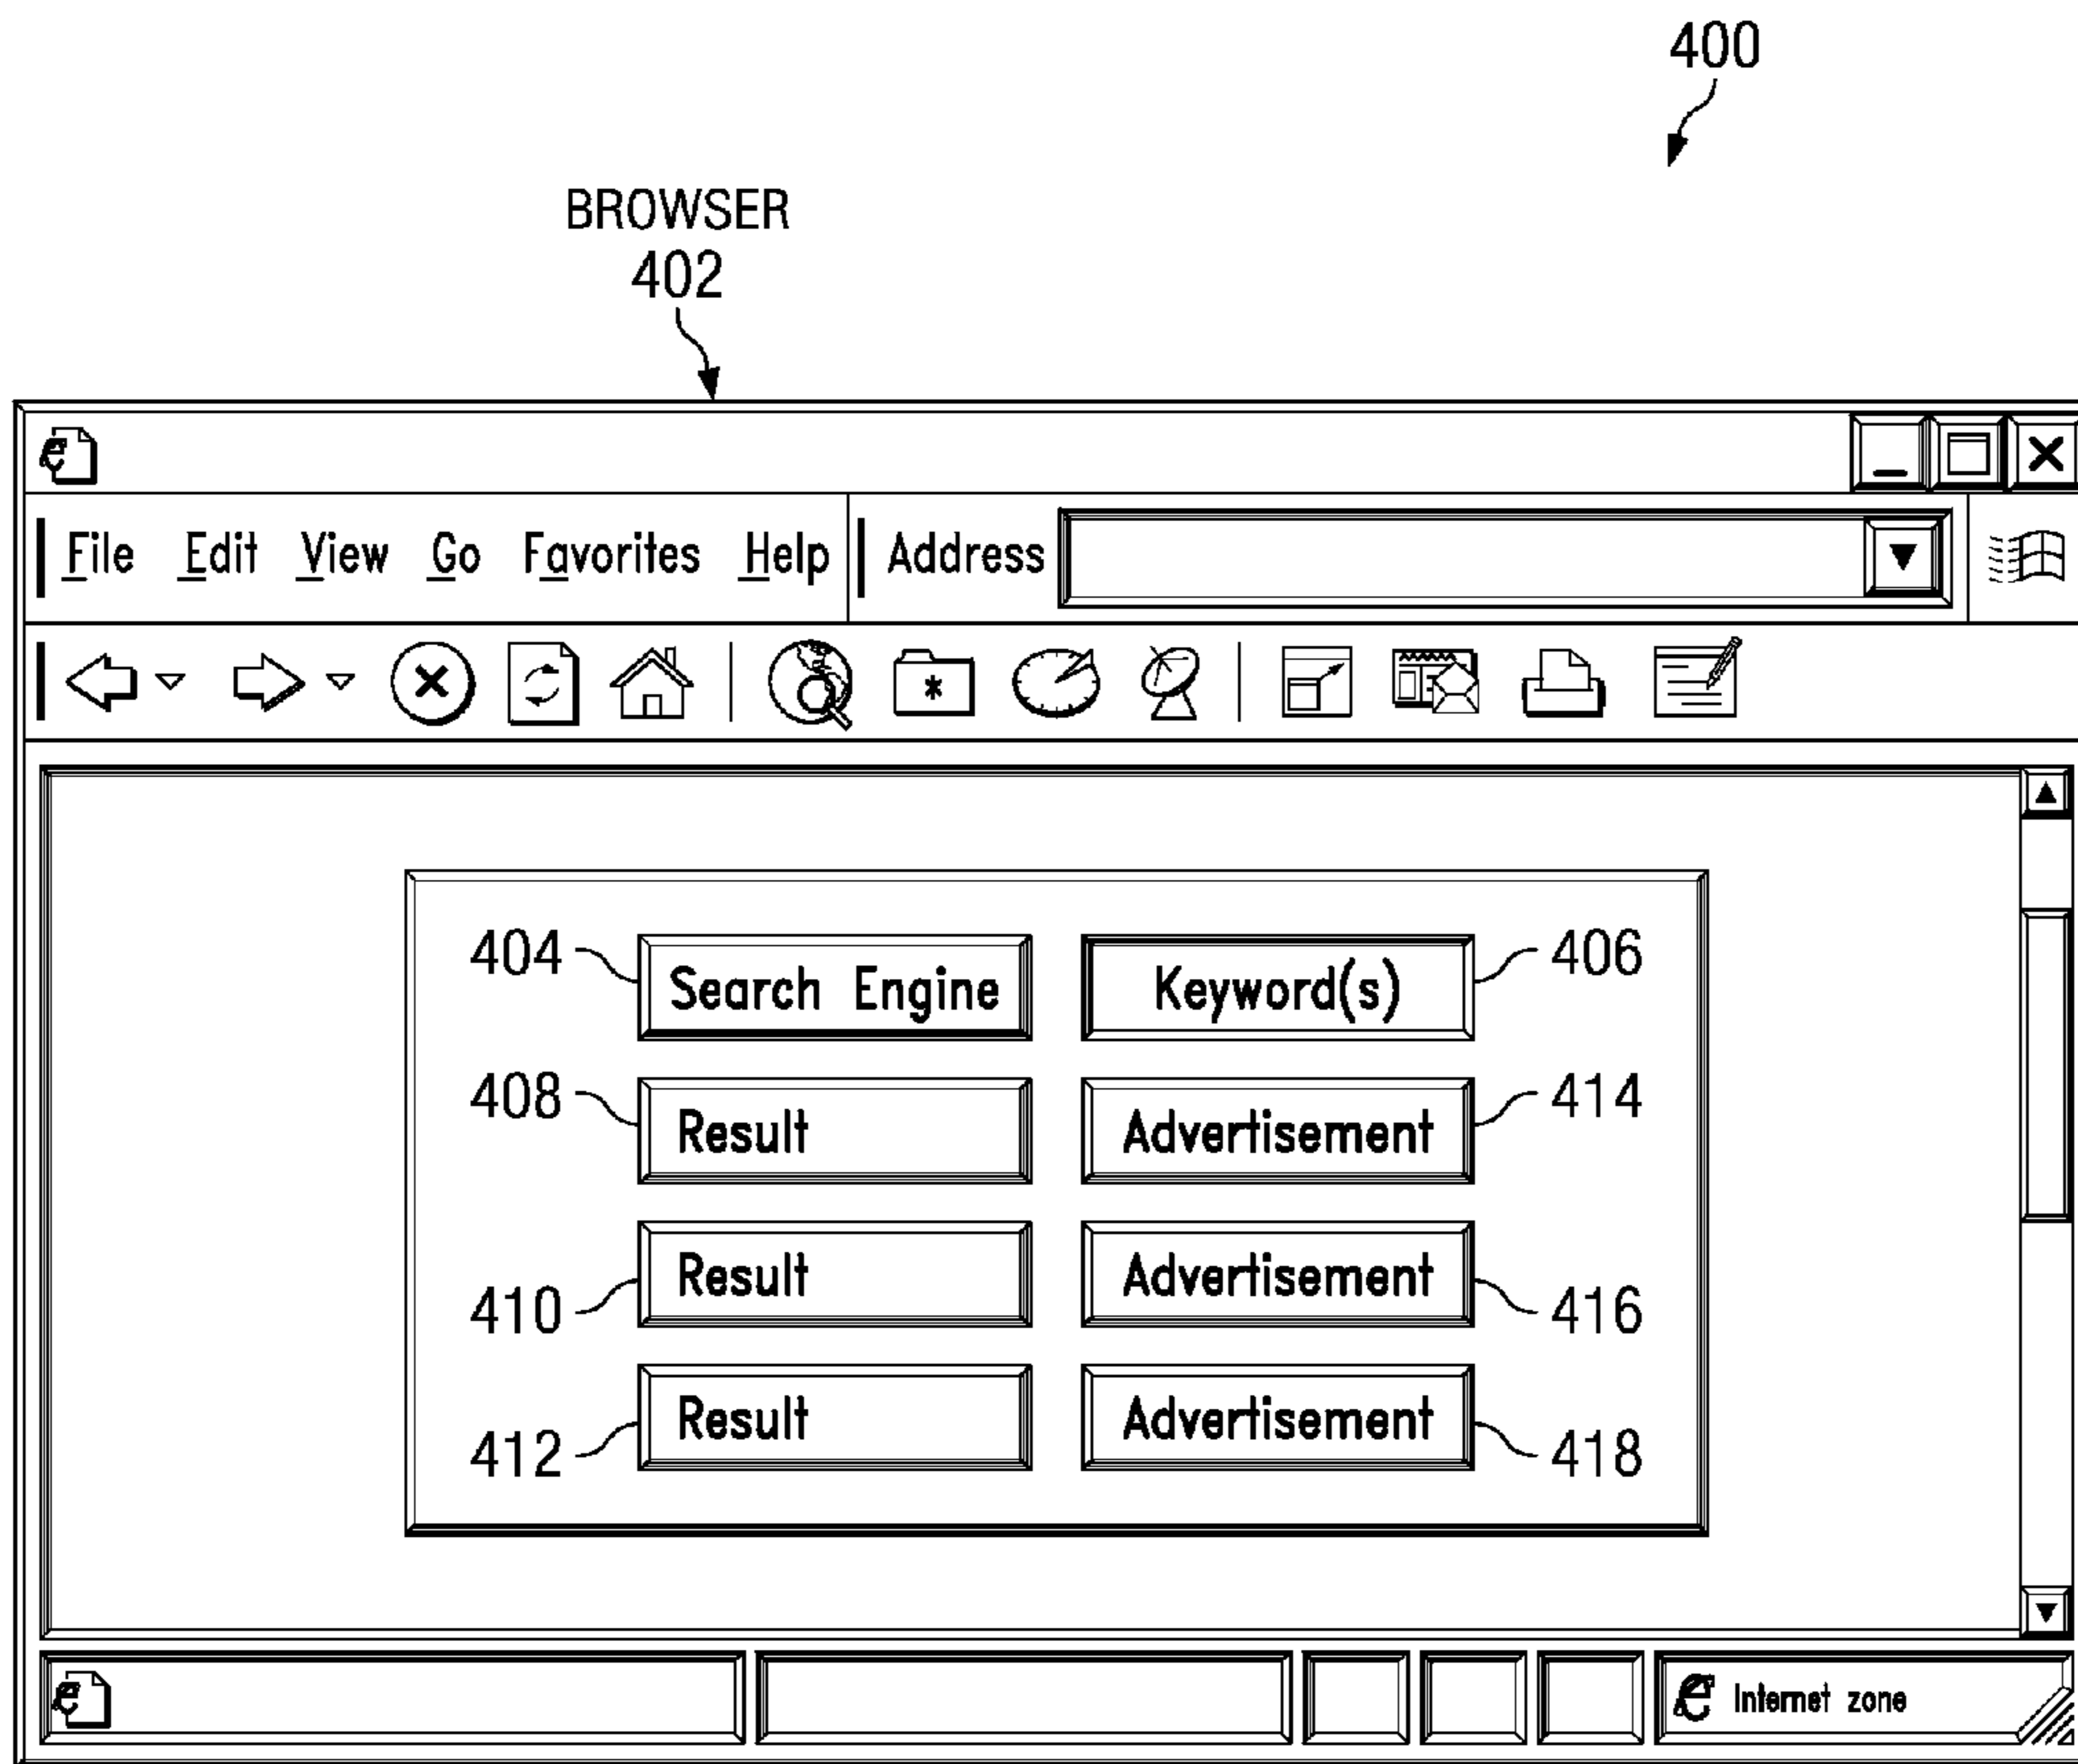 400
BROWSER
402
File Edit View Go Favorites Help Address
404 Search Engine Keyword(s) 406
408 Result Advertisement 414
410 Result Advertisement 416
412 Result Advertisement 418
Internet zone